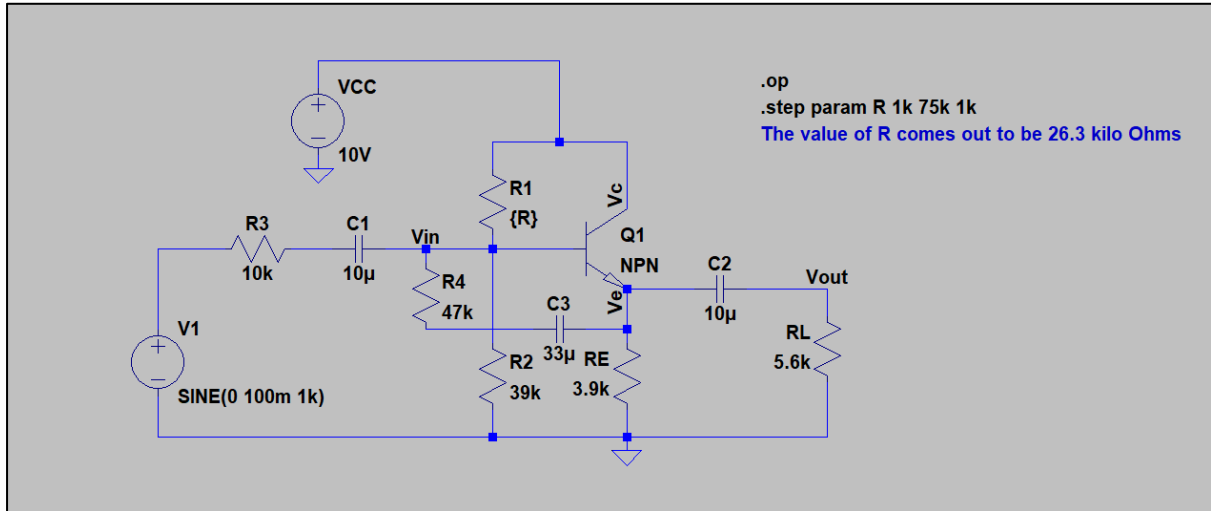 VCC
10V
.op
.step param R 1k 75k 1k
The value of R comes out to be 26.3 kilo Ohms
R1
{R}
Vc
R3
10k
C1
10µ
Vin
Q1
NPN
R4
47k
C3
33µ
Ve
C2
10µ
Vout
V1
SINE(0 100m 1k)
R2
39k
RE
3.9k
RL
5.6k